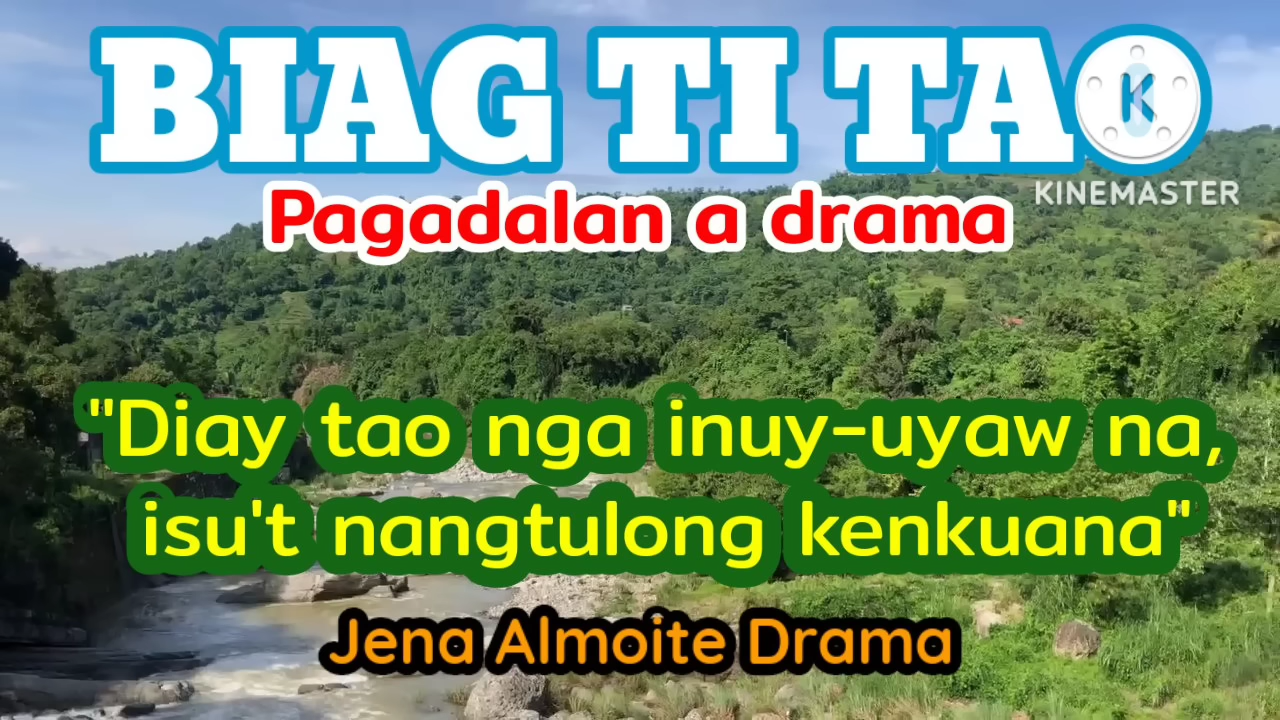 BIAG TI TAO
K
KINEMASTER
Pagadalan a drama
"Diay tao nga inuy-uyaw na,
isu't nangtulong kenkuana"
Jena Almoite Drama